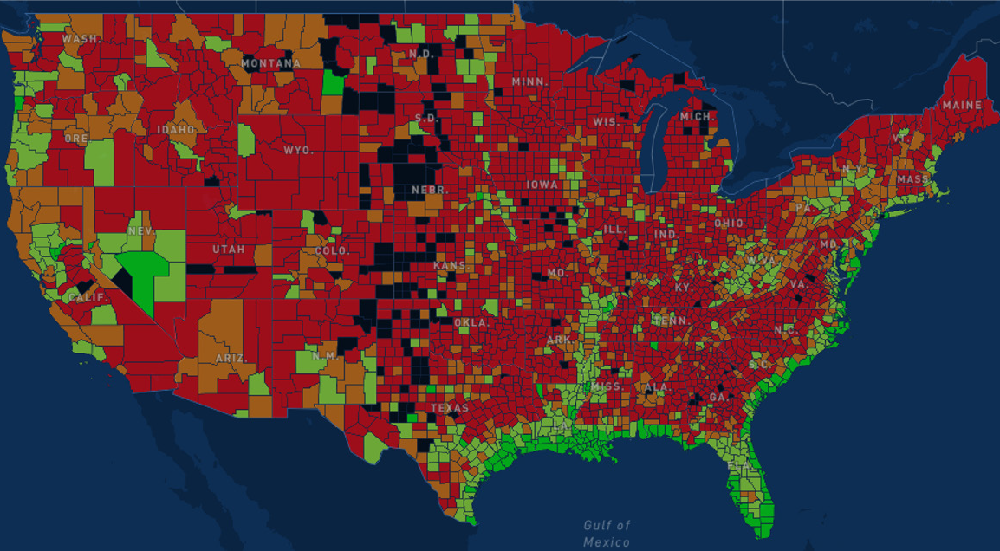 WASH.
MONTANA
N.D.
MINN.
MAINE
ORE.
IDAHO
S.D.
WIS.
MICH.
VT.
WYO.
N.Y.
MASS.
NEBR.
IOWA
PA.
NEV.
UTAH
COLO.
ILL.
IND.
OHIO
MD.
KANS.
MO.
W.VA.
CALIF.
KY.
VA.
OKLA.
TENN.
N.C.
ARIZ.
N.M.
ARK.
S.C.
TEXAS
MISS.
ALA.
GA.
LA.
FLA.
Gulf of
Mexico